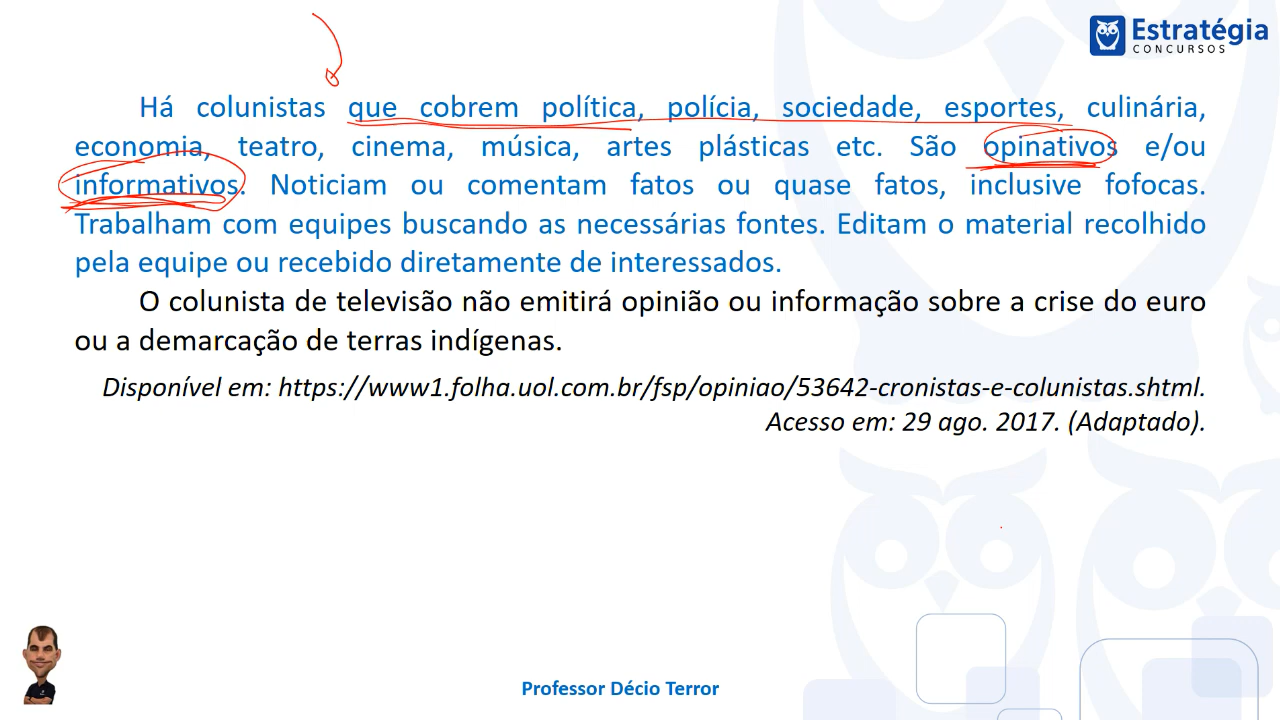 Estratégia
CONCURSOS
Há colunistas que cobrem política, polícia, sociedade, esportes, culinária,
economia, teatro, cinema, música, artes plásticas etc. São opinativos e/ou
informativos. Noticiam ou comentam fatos ou quase fatos, inclusive fofocas.
Trabalham com equipes buscando as necessárias fontes. Editam o material recolhido
pela equipe ou recebido diretamente de interessados.
O colunista de televisão não emitirá opinião ou informação sobre a crise do euro
ou a demarcação de terras indígenas.
Disponível em: https://www1.folha.uol.com.br/fsp/opiniao/53642-cronistas-e-colunistas.shtml.
Acesso em: 29 ago. 2017. (Adaptado).
Professor Décio Terror